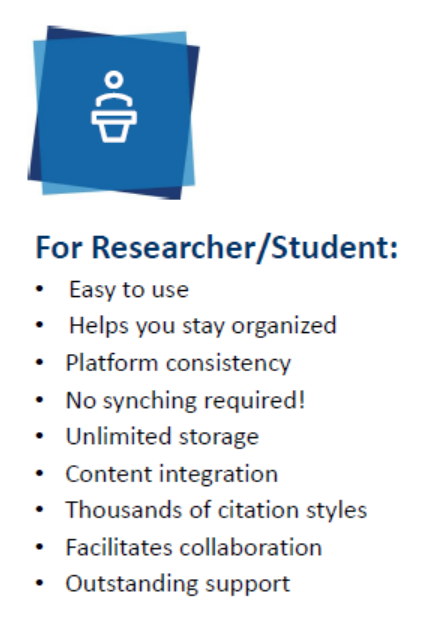 For Researcher/Student:
• Easy to use
• Helps you stay organized
• Platform consistency
• No synching required!
• Unlimited storage
• Content integration
• Thousands of citation styles
• Facilitates collaboration
• Outstanding support